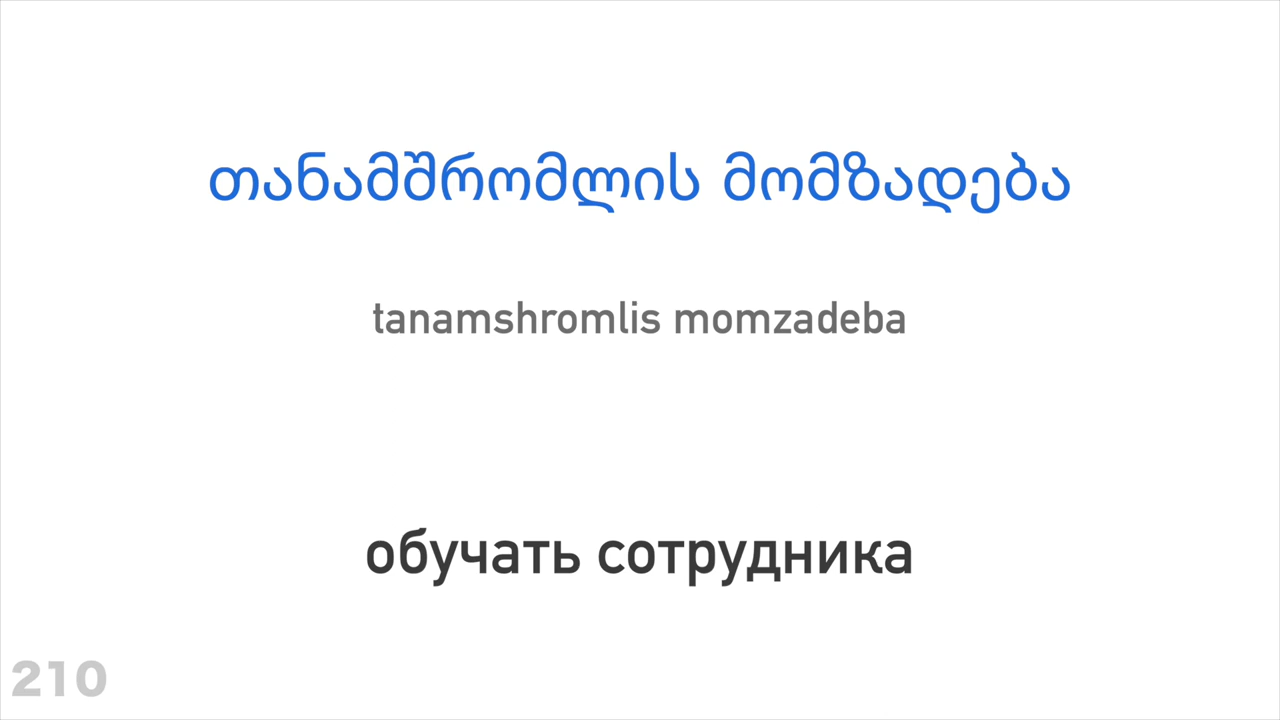 თანამშრომლის მომზადება
tanamshromlis momzadeba
обучать сотрудника
210